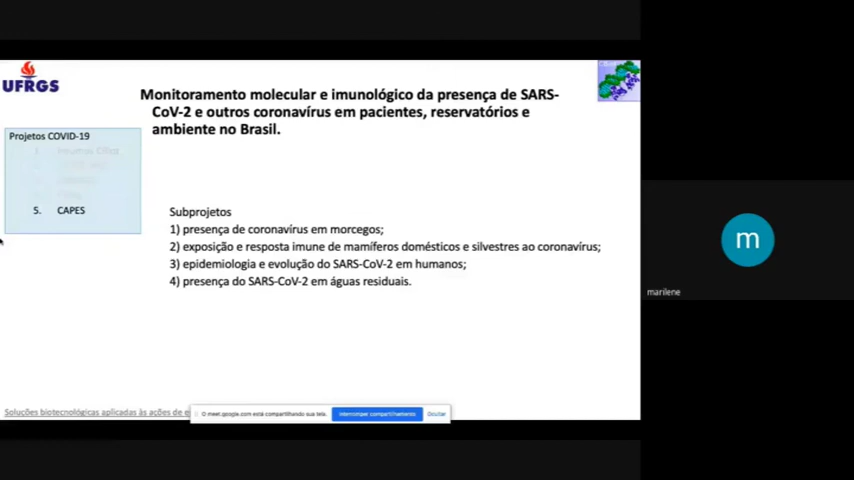 UFRGS
Monitoramento molecular e imunológico da presença de SARS-
CoV-2 e outros coronavírus em pacientes, reservatórios e
ambiente no Brasil.
Projetos COVID-19
5. CAPES
Subprojetos
1) presença de coronavírus em morcegos;
2) exposição e resposta imune de mamíferos domésticos e silvestres ao coronavírus;
3) epidemiologia e evolução do SARS-CoV-2 em humanos;
4) presença do SARS-CoV-2 em águas residuais.
m
marilene
Soluções biotecnológicas aplicadas às ações de e
O meet.google.com está compartilhando sua tela.
Interromper compartilhamento
Ocultar